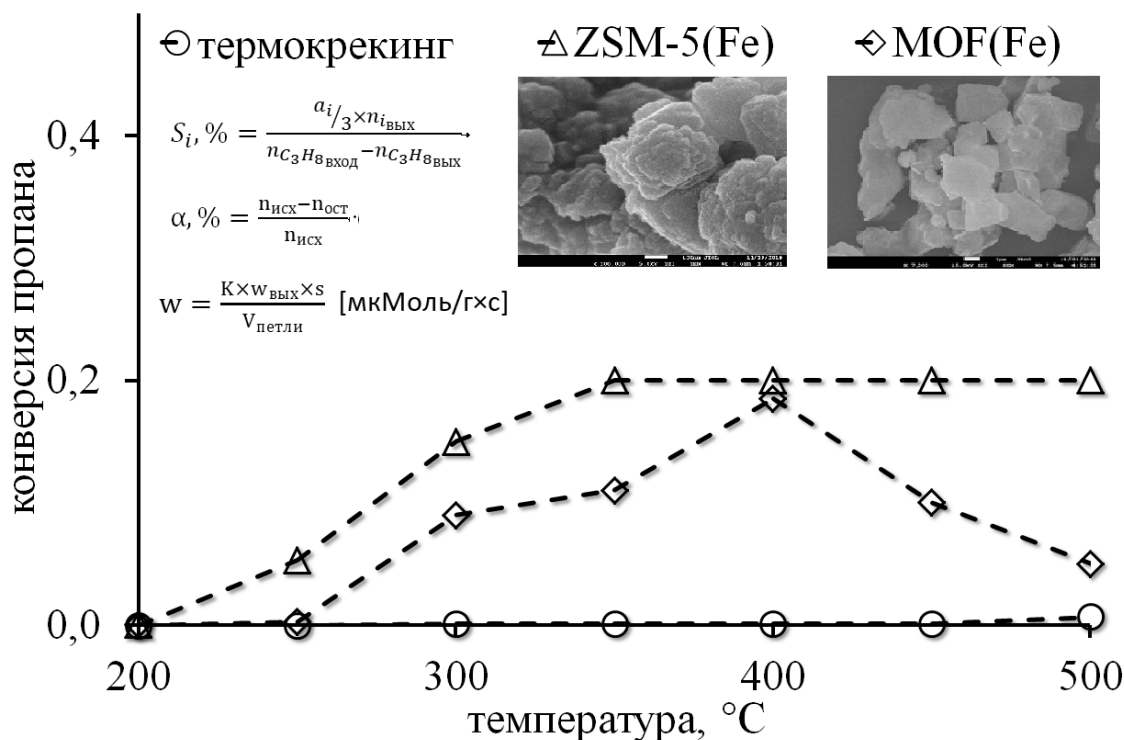 термокрекинг ZSM-5(Fe) MOF(Fe)
S_i, % = (a_i/3 × n_i вых) / (n_C₃H₈ вход − n_C₃H₈ вых)
α, % = (n_исх − n_ост) / n_исх
w = (K × w_вых × s) / V_петли [мкМоль/г×с]
конверсия пропана
0,4
0,2
0,0
200 300 400 500
температура, °C